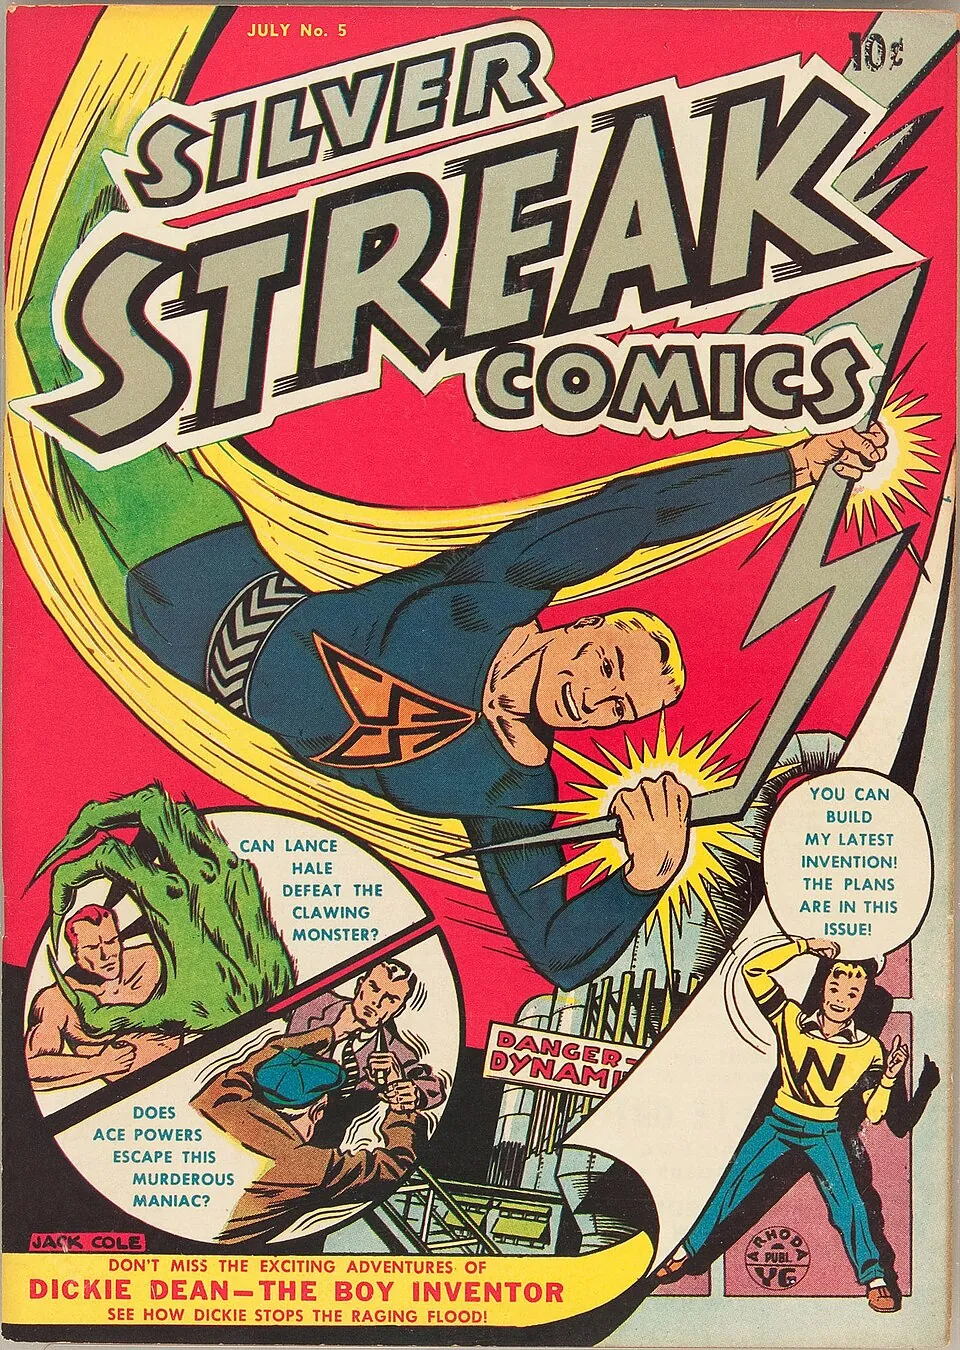 JULY No. 5
10¢
SILVER
STREAK
COMICS
YOU CAN
BUILD
MY LATEST
INVENTION!
THE PLANS
ARE IN THIS
ISSUE!
CAN LANCE
HALE
DEFEAT THE
CLAWING
MONSTER?
DANGER-
DYNAMI
N
DOES
ACE POWERS
ESCAPE THIS
MURDEROUS
MANIAC?
JACK COLE
ARHODA
PUBL.
VG
DON'T MISS THE EXCITING ADVENTURES OF
DICKIE DEAN—THE BOY INVENTOR
SEE HOW DICKIE STOPS THE RAGING FLOOD!